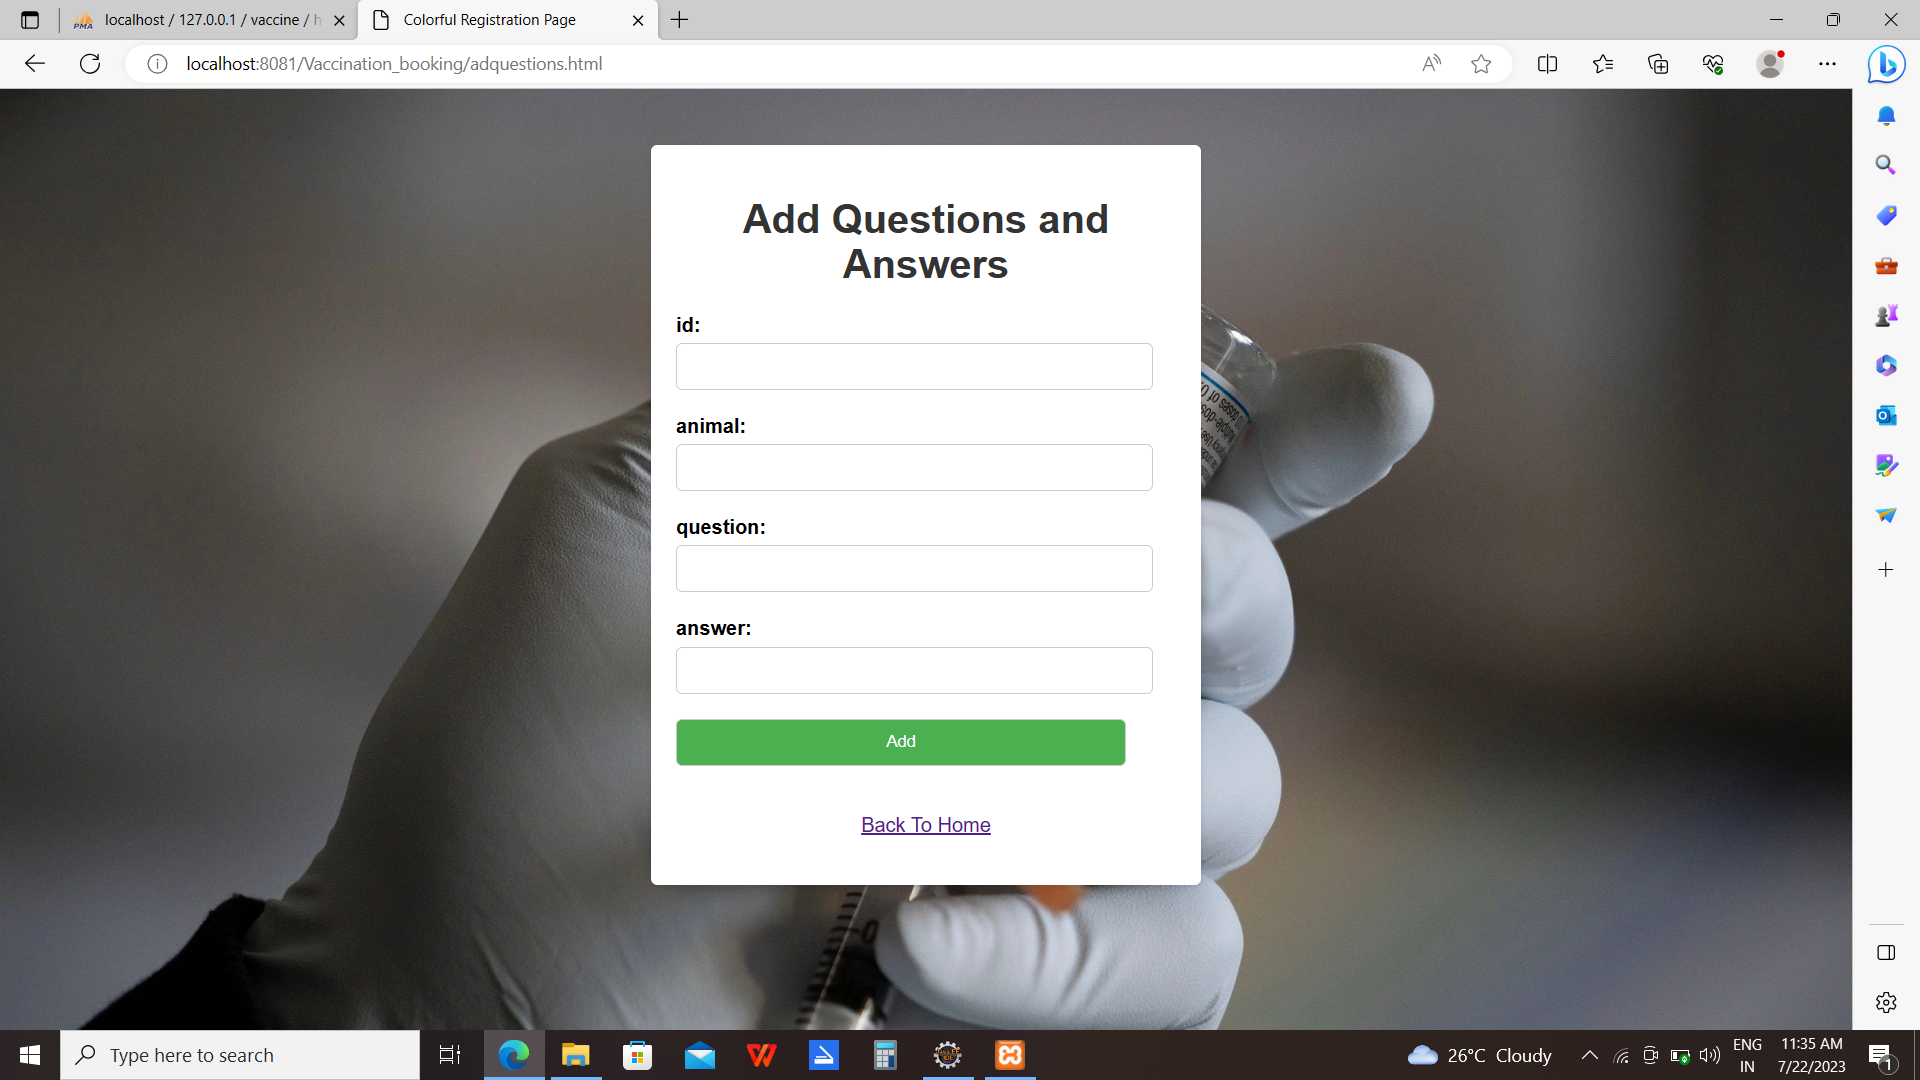 localhost / 127.0.0.1 / vaccine / h
Colorful Registration Page
localhost:8081/Vaccination_booking/adquestions.html
Add Questions and
Answers
id:
animal:
question:
answer:
Add
Back To Home
Type here to search
26°C Cloudy
ENG
IN
11:35 AM
7/22/2023
1